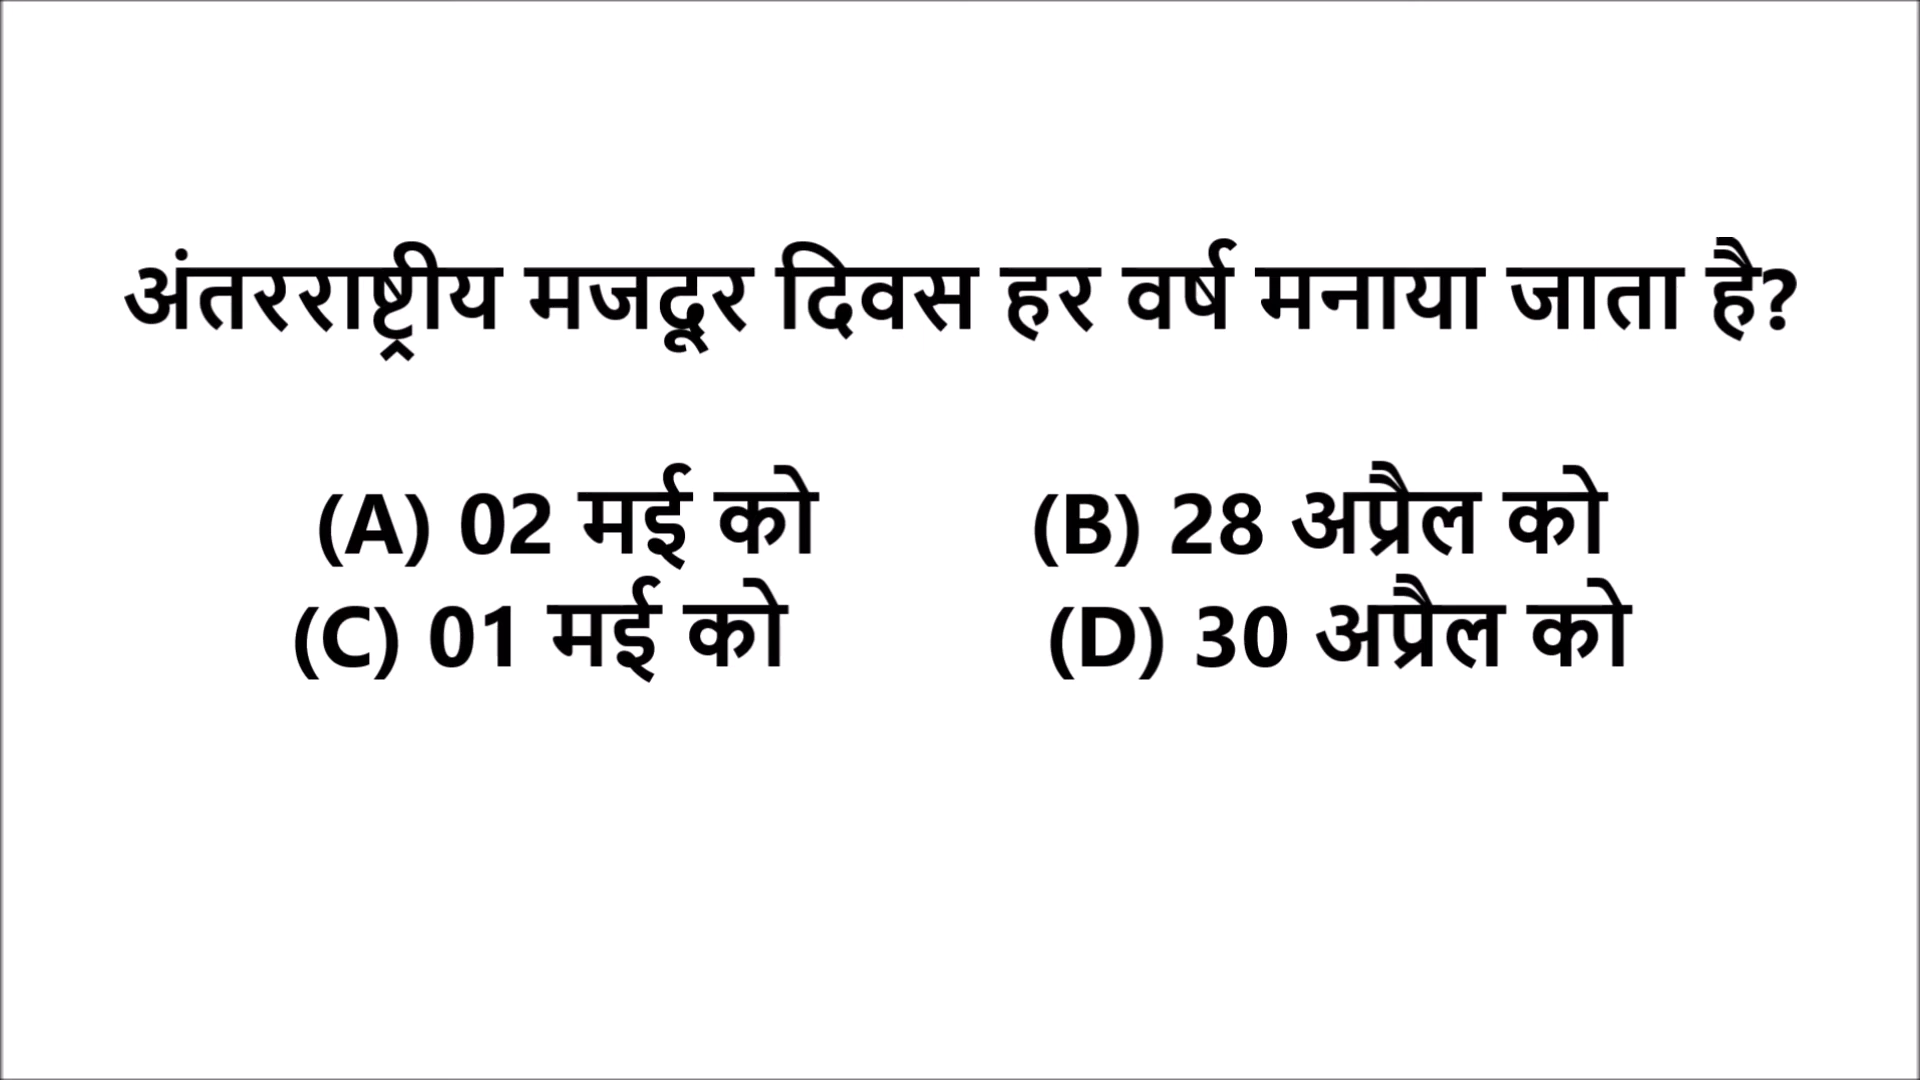 अंतरराष्ट्रीय मजदूर दिवस हर वर्ष मनाया जाता है?
(A) 02 मई को (B) 28 अप्रैल को
(C) 01 मई को (D) 30 अप्रैल को